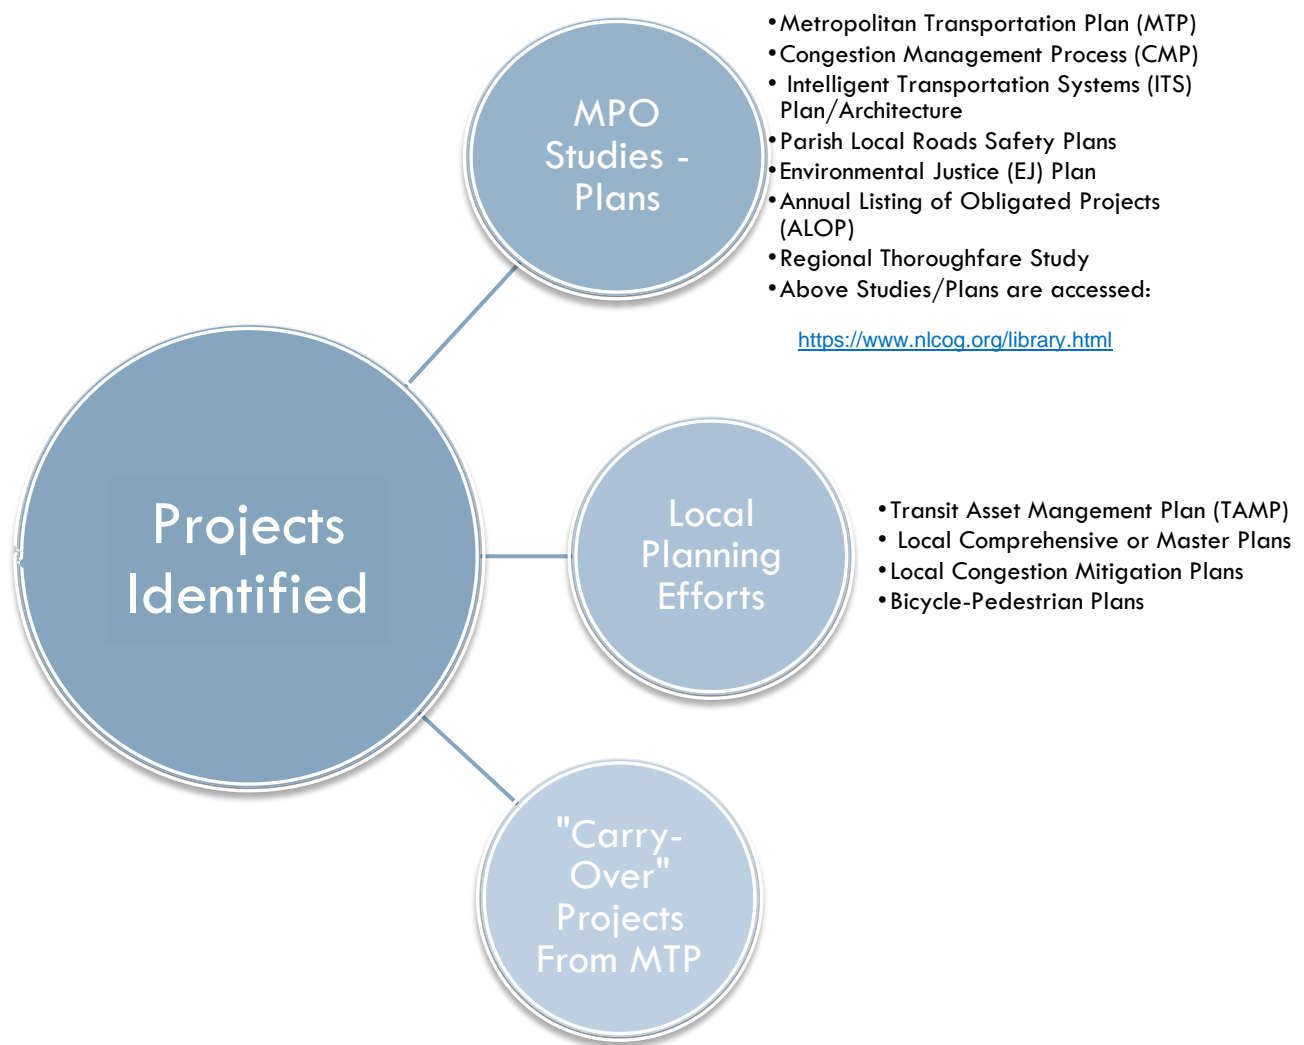 Projects
Identified
MPO
Studies -
Plans
•Metropolitan Transportation Plan (MTP)
•Congestion Management Process (CMP)
• Intelligent Transportation Systems (ITS)
Plan/Architecture
•Parish Local Roads Safety Plans
•Environmental Justice (EJ) Plan
•Annual Listing of Obligated Projects
(ALOP)
•Regional Thoroughfare Study
•Above Studies/Plans are accessed:
https://www.nlcog.org/library.html
Local
Planning
Efforts
•Transit Asset Mangement Plan (TAMP)
• Local Comprehensive or Master Plans
•Local Congestion Mitigation Plans
•Bicycle-Pedestrian Plans
"Carry-
Over"
Projects
From MTP